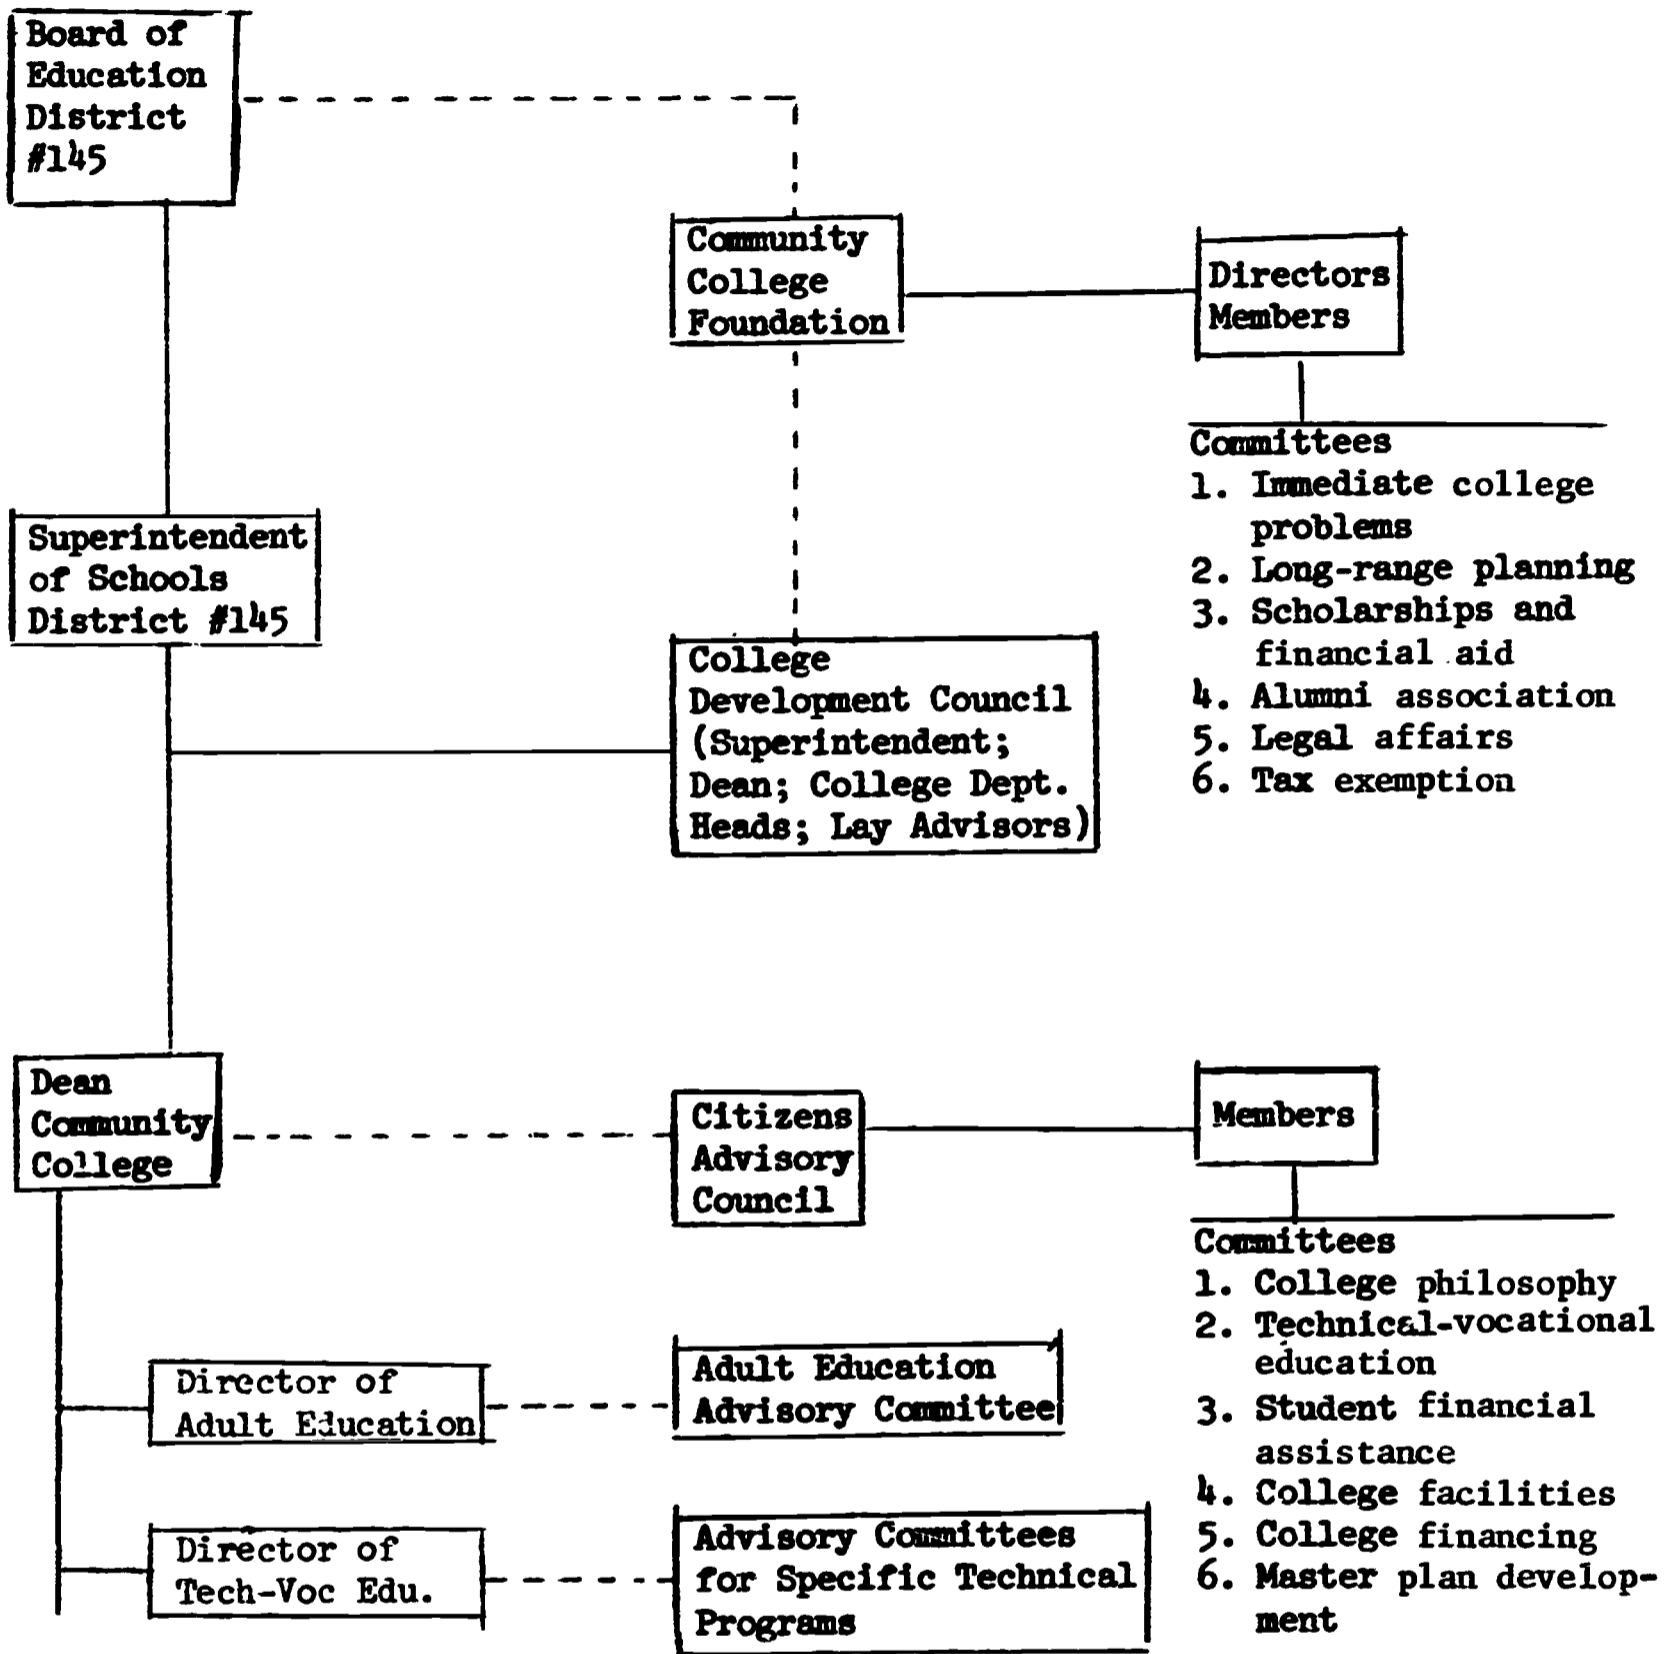 Board of
Education
District
#145
Community
College
Foundation
Directors
Members
Committees
1. Immediate college
problems
2. Long-range planning
3. Scholarships and
financial aid
4. Alumni association
5. Legal affairs
6. Tax exemption
Superintendent
of Schools
District #145
College
Development Council
(Superintendent;
Dean; College Dept.
Heads; Lay Advisors)
Dean
Community
College
Citizens
Advisory
Council
Members
Committees
1. College philosophy
2. Technical-vocational
education
3. Student financial
assistance
4. College facilities
5. College financing
6. Master plan develop-
ment
Director of
Adult Education
Adult Education
Advisory Committee
Director of
Tech-Voc Edu.
Advisory Committees
for Specific Technical
Programs